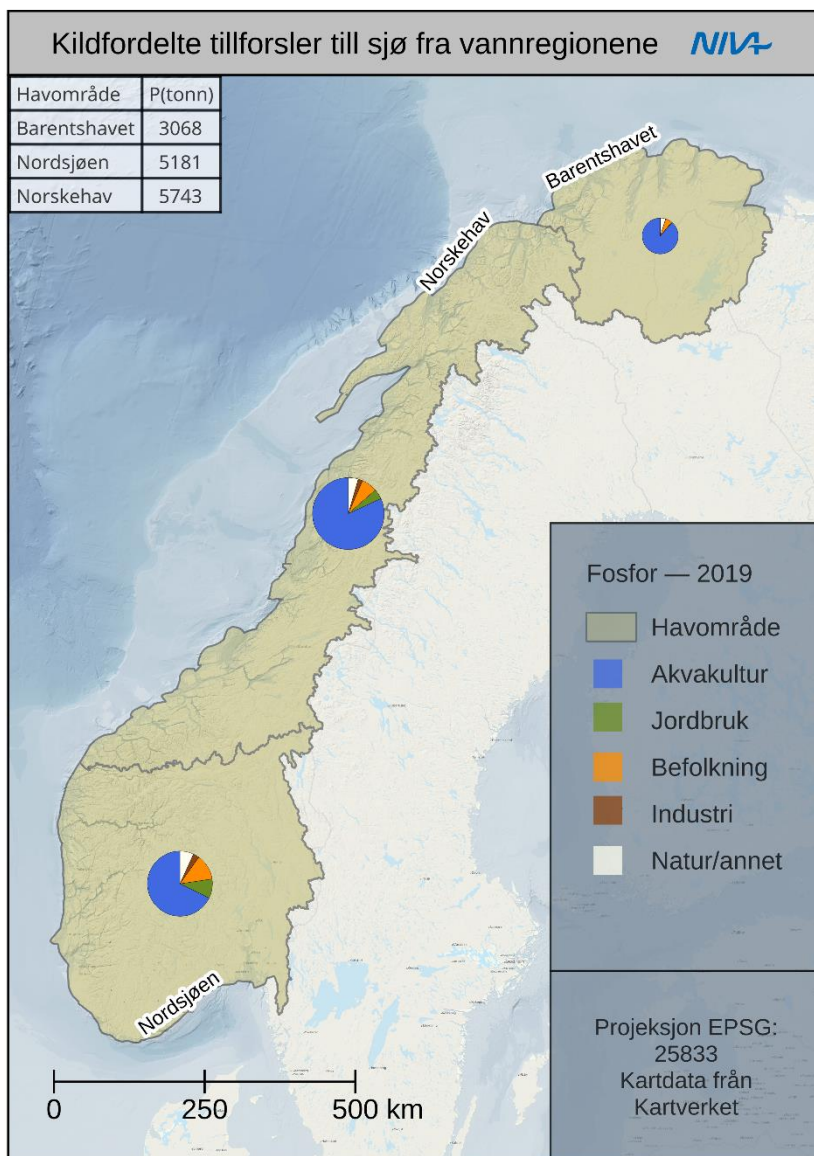 Kildfordelte tillforsler till sjø fra vannregionene
NIVA
Havområde P(tonn)
Barentshavet 3068
Nordsjøen 5181
Norskehav 5743
Barentshavet
Norskehav
Nordsjøen
Fosfor — 2019
Havområde
Akvakultur
Jordbruk
Befolkning
Industri
Natur/annet
Projeksjon EPSG:
25833
Kartdata från
Kartverket
0 250 500 km